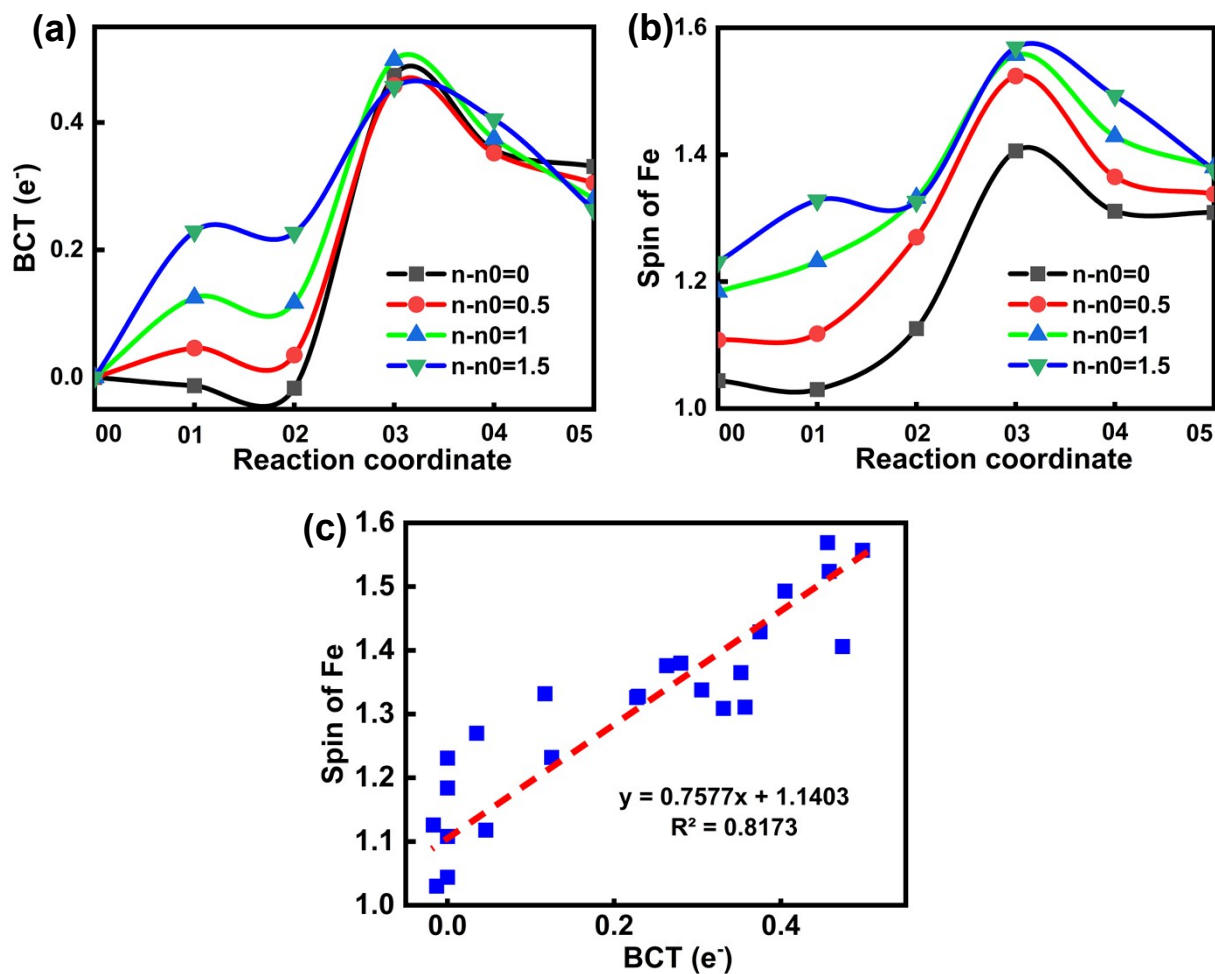 (a)
BCT (e⁻)
0.4
0.2
0.0
n-n0=0
n-n0=0.5
n-n0=1
n-n0=1.5
00 01 02 03 04 05
Reaction coordinate
(b)
Spin of Fe
1.6
1.4
1.2
1.0
n-n0=0
n-n0=0.5
n-n0=1
n-n0=1.5
00 01 02 03 04 05
Reaction coordinate
(c)
Spin of Fe
1.6
1.5
1.4
1.3
1.2
1.1
1.0
y = 0.7577x + 1.1403
R² = 0.8173
0.0 0.2 0.4
BCT (e⁻)